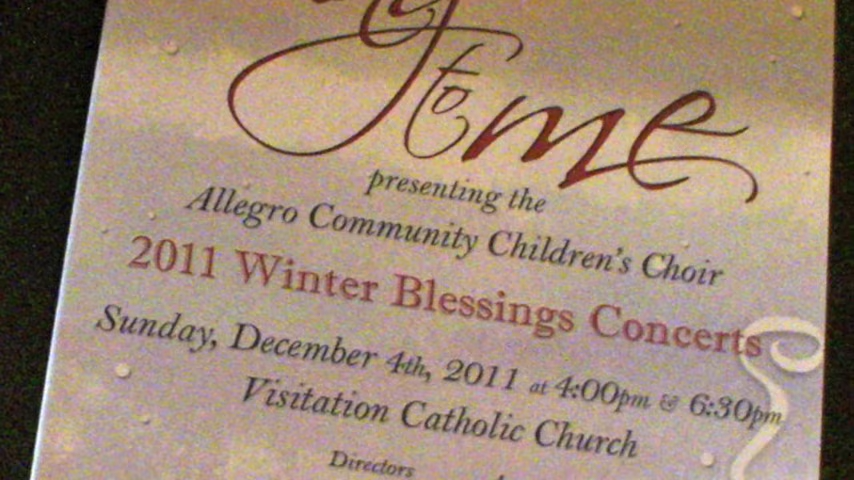 to me
presenting the
Allegro Community Children's Choir
2011 Winter Blessings Concerts
Sunday, December 4th, 2011 at 4:00pm & 6:30pm
Visitation Catholic Church
Directors